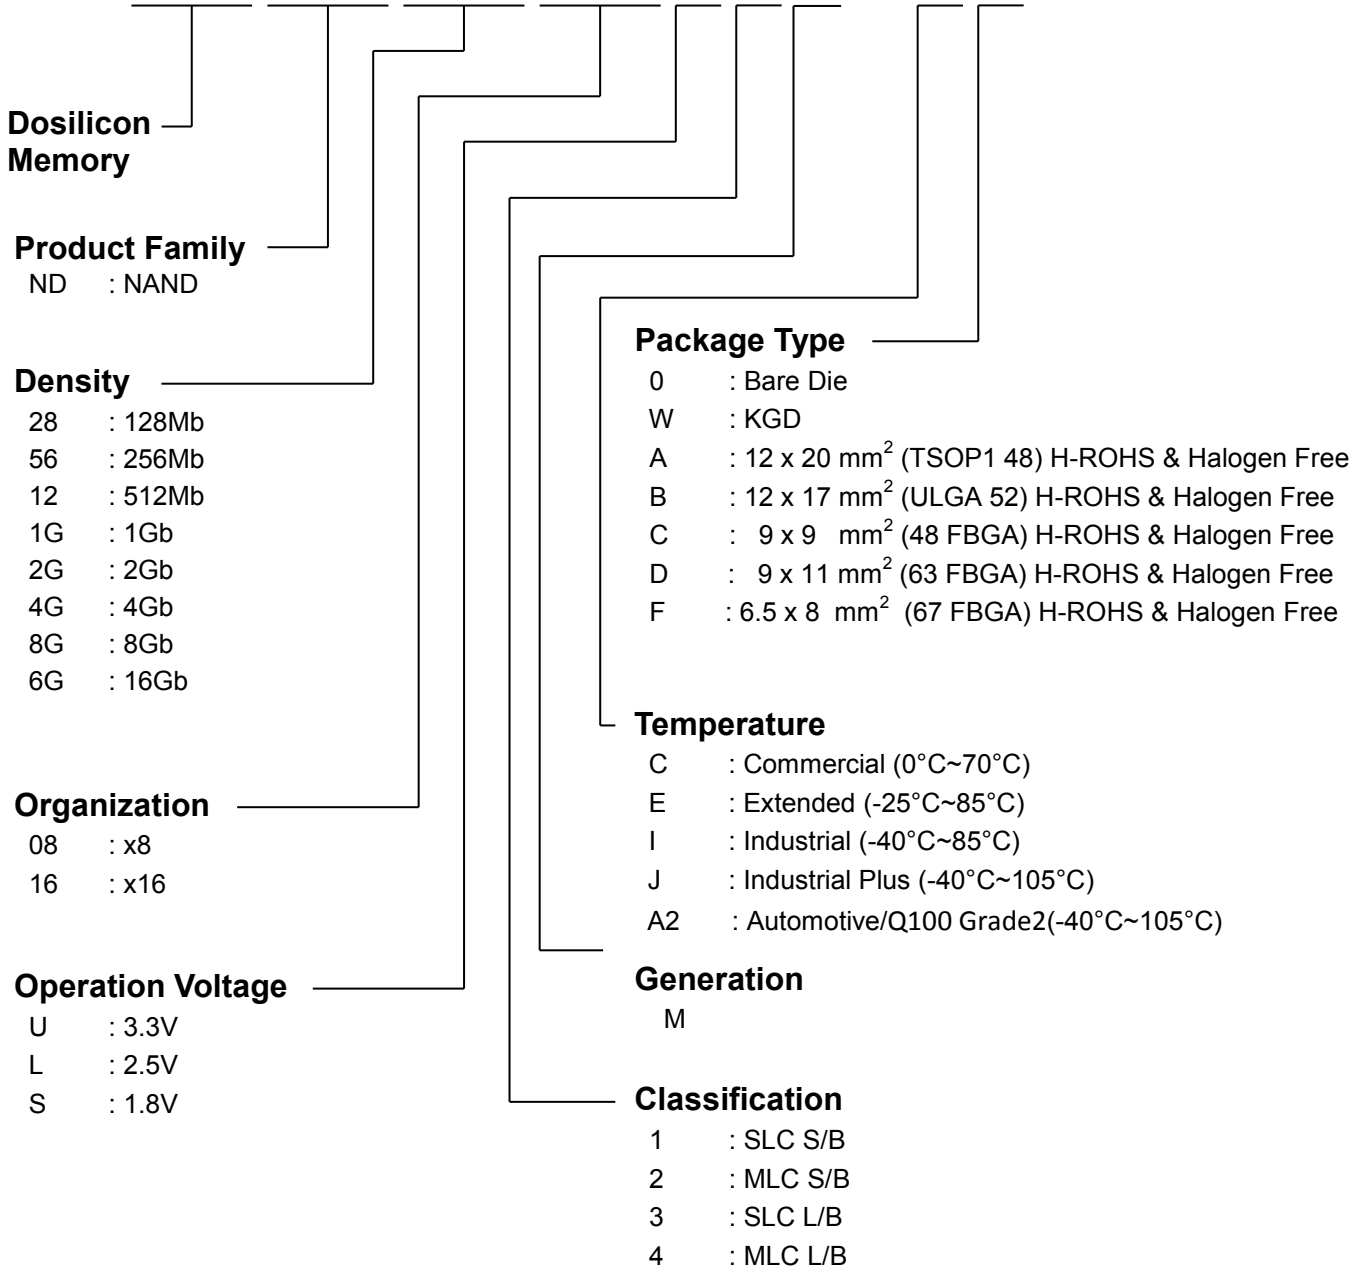 Dosilicon
Memory
Product Family
ND : NAND
Density
28 : 128Mb
56 : 256Mb
12 : 512Mb
1G : 1Gb
2G : 2Gb
4G : 4Gb
8G : 8Gb
6G : 16Gb
Organization
08 : x8
16 : x16
Operation Voltage
U : 3.3V
L : 2.5V
S : 1.8V
Package Type
0 : Bare Die
W : KGD
A : 12 x 20 mm² (TSOP1 48) H-ROHS & Halogen Free
B : 12 x 17 mm² (ULGA 52) H-ROHS & Halogen Free
C : 9 x 9 mm² (48 FBGA) H-ROHS & Halogen Free
D : 9 x 11 mm² (63 FBGA) H-ROHS & Halogen Free
F : 6.5 x 8 mm² (67 FBGA) H-ROHS & Halogen Free
Temperature
C : Commercial (0°C~70°C)
E : Extended (-25°C~85°C)
I : Industrial (-40°C~85°C)
J : Industrial Plus (-40°C~105°C)
A2 : Automotive/Q100 Grade2(-40°C~105°C)
Generation
M
Classification
1 : SLC S/B
2 : MLC S/B
3 : SLC L/B
4 : MLC L/B